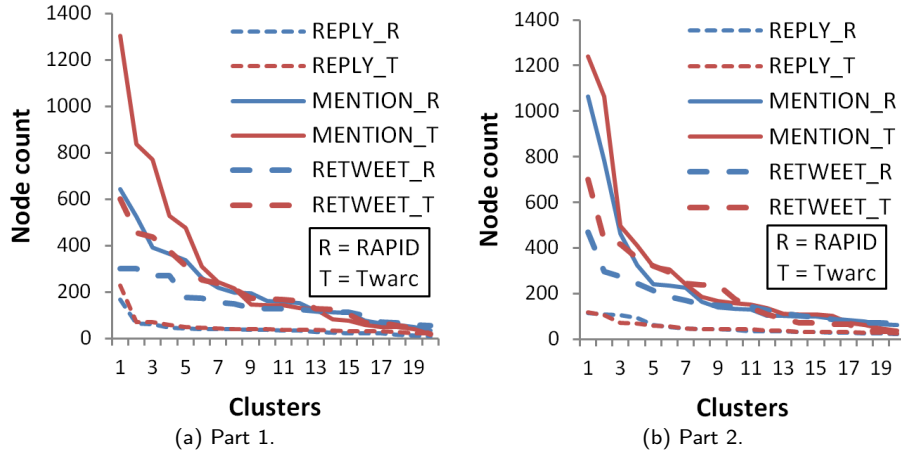 1400
1200
1000
800
600
400
200
0
Node count
REPLY_R
REPLY_T
MENTION_R
MENTION_T
RETWEET_R
RETWEET_T
R = RAPID
T = Twarc
1 3 5 7 9 11 13 15 17 19
Clusters
(a) Part 1.
1400
1200
1000
800
600
400
200
0
Node count
REPLY_R
REPLY_T
MENTION_R
MENTION_T
RETWEET_R
RETWEET_T
R = RAPID
T = Twarc
1 3 5 7 9 11 13 15 17 19
Clusters
(b) Part 2.